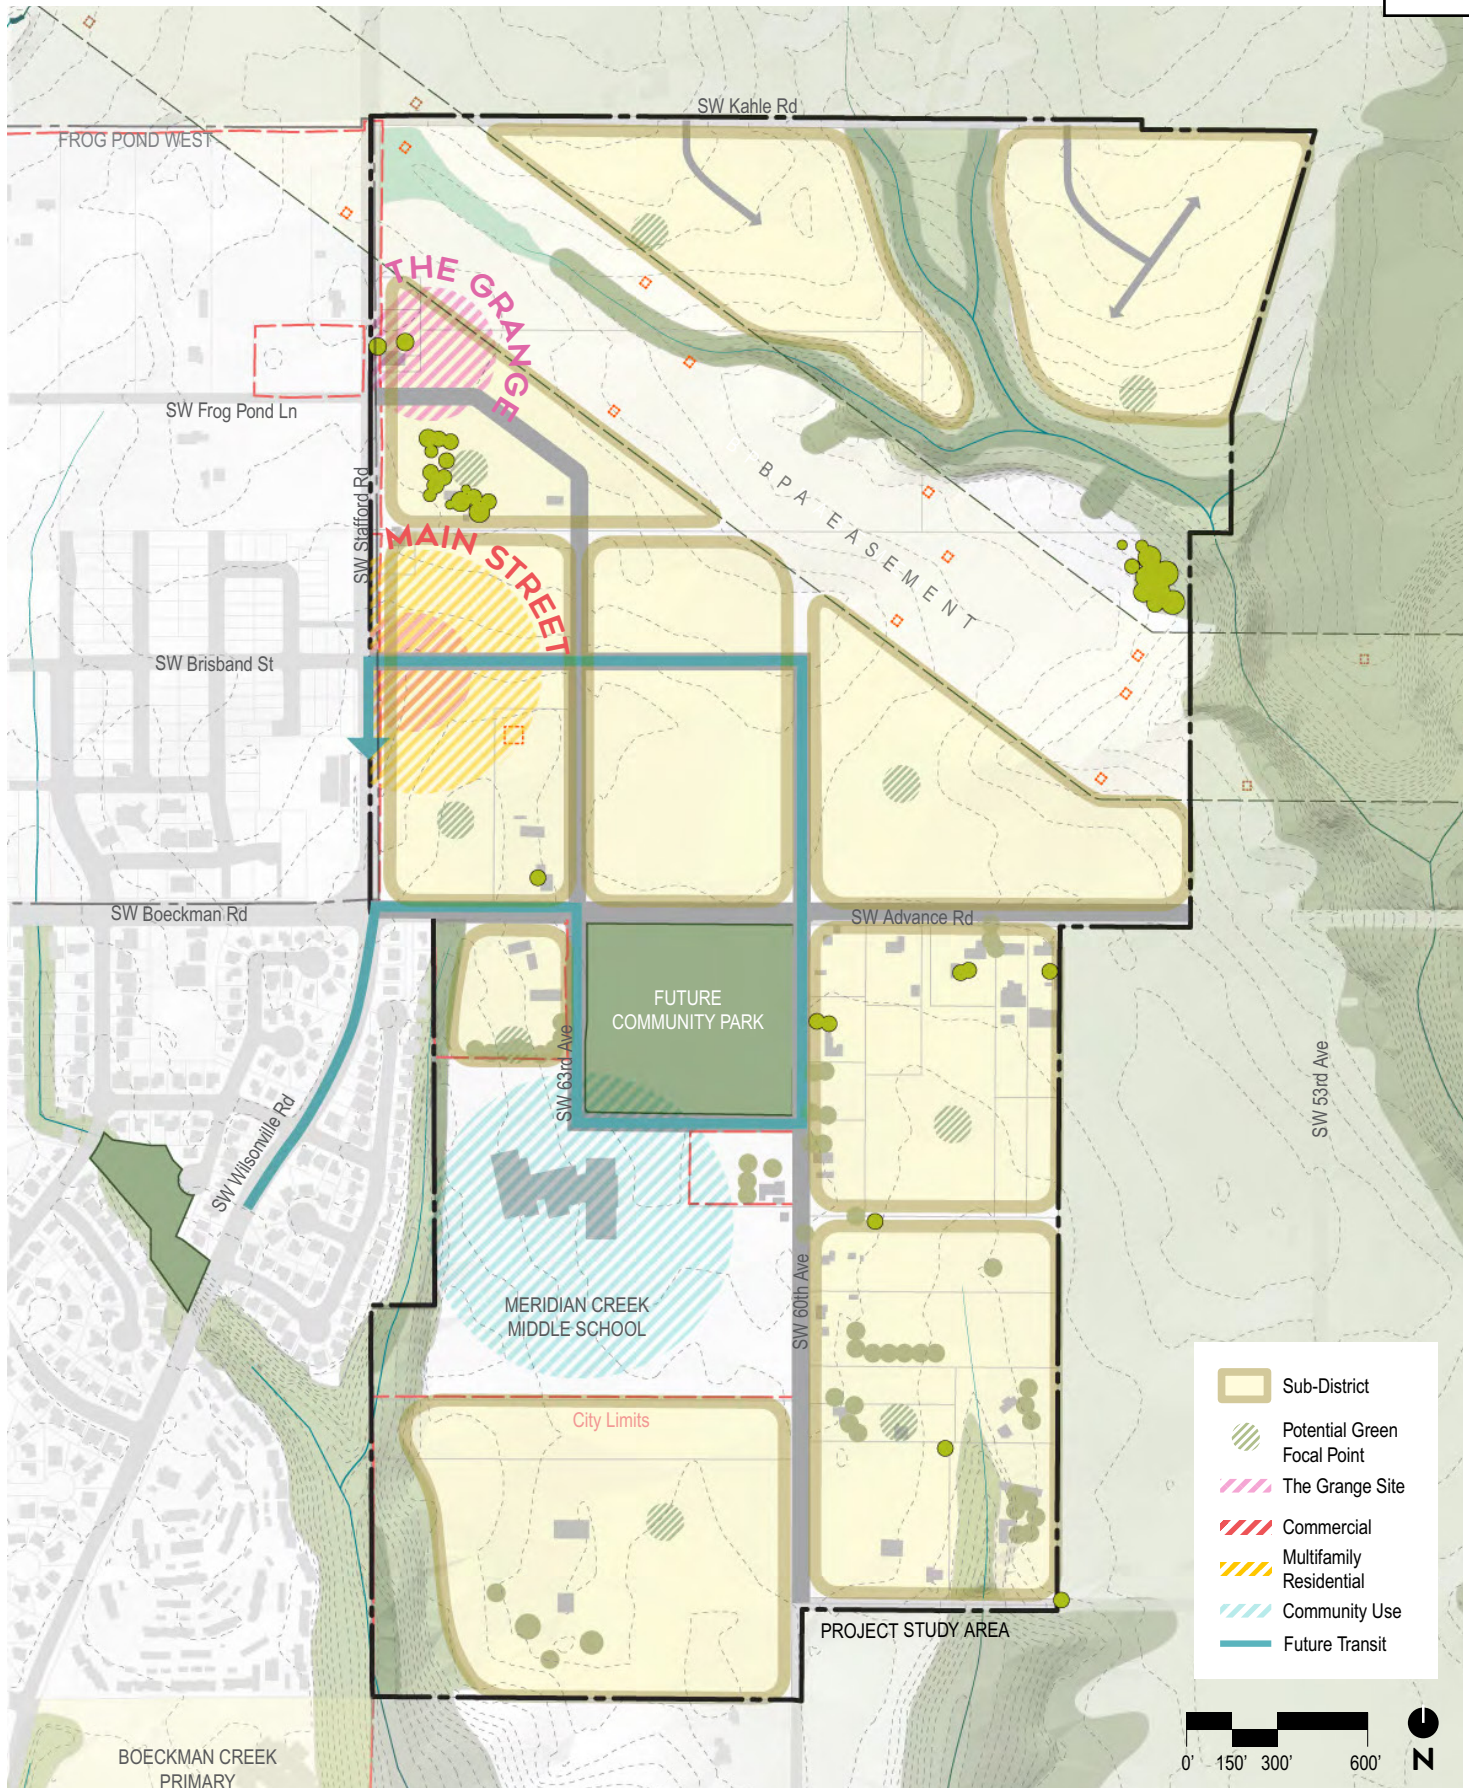 SW Kahle Rd
FROG POND WEST
THE GRANGE
SW Frog Pond Ln
SW Stafford Rd
BPA EASEMENT
MAIN STREET
SW Brisband St
SW Boeckman Rd
SW Advance Rd
FUTURE
COMMUNITY PARK
SW 63rd Ave
SW 53rd Ave
SW Wilsonville Rd
SW 60th Ave
MERIDIAN CREEK
MIDDLE SCHOOL
City Limits
PROJECT STUDY AREA
BOECKMAN CREEK
PRIMARY
Sub-District
Potential Green
Focal Point
The Grange Site
Commercial
Multifamily
Residential
Community Use
Future Transit
0' 150' 300' 600'
N